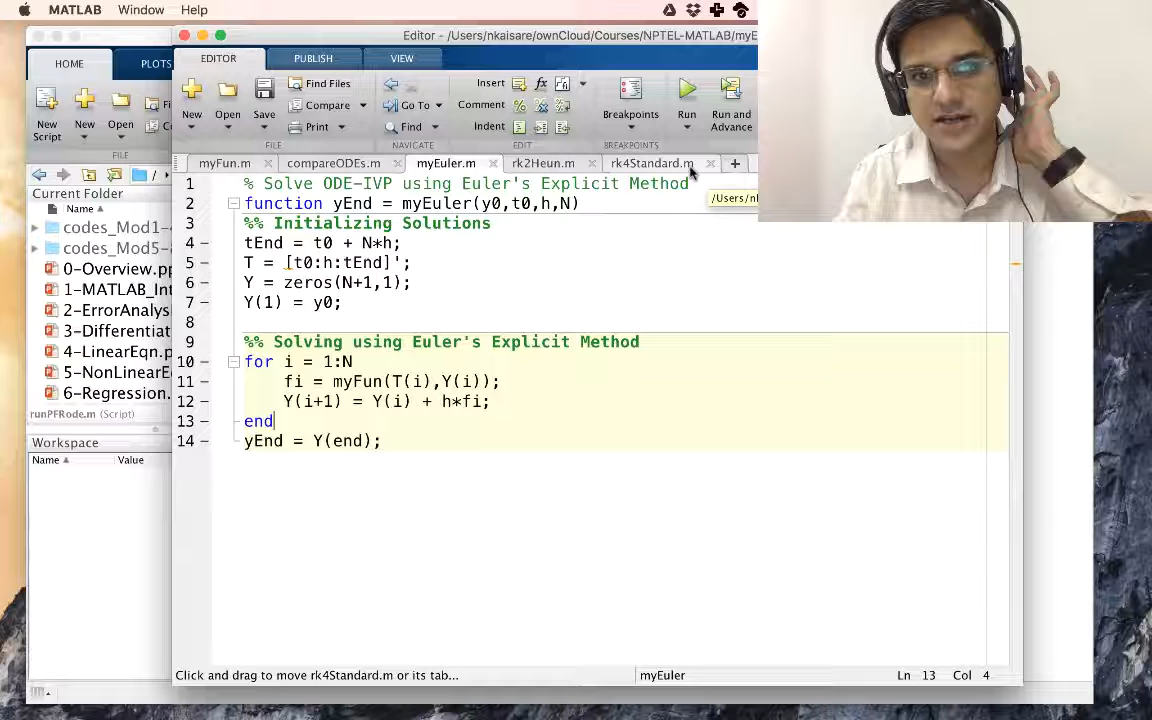 MATLAB Window Help
Editor - /Users/nkaisare/ownCloud/Courses/NPTEL-MATLAB/myE
HOME PLOTS
EDITOR PUBLISH VIEW
New Script
New
Open
FILE
New
Open
Save
Find Files
Compare
Print
FILE
Go To
Find
NAVIGATE
Insert
Comment
Indent
EDIT
Breakpoints
BREAKPOINTS
Run
Run and Advance
myFun.m compareODEs.m myEuler.m rk2Heun.m rk4Standard.m
Current Folder
Name
codes_Mod1-4
codes_Mod5-8
0-Overview.pp
1-MATLAB_Int
2-ErrorAnalys
3-Differentiat
4-LinearEqn.p
5-NonLinearE
6-Regression.
runPFRode.m (Script)
Workspace
Name Value
/Users/nl
1 % Solve ODE-IVP using Euler's Explicit Method
2 function yEnd = myEuler(y0,t0,h,N)
3 %% Initializing Solutions
4 tEnd = t0 + N*h;
5 T = [t0:h:tEnd]';
6 Y = zeros(N+1,1);
7 Y(1) = y0;
8
9 %% Solving using Euler's Explicit Method
10 for i = 1:N
11 fi = myFun(T(i),Y(i));
12 Y(i+1) = Y(i) + h*fi;
13 end
14 yEnd = Y(end);
Click and drag to move rk4Standard.m or its tab... myEuler Ln 13 Col 4